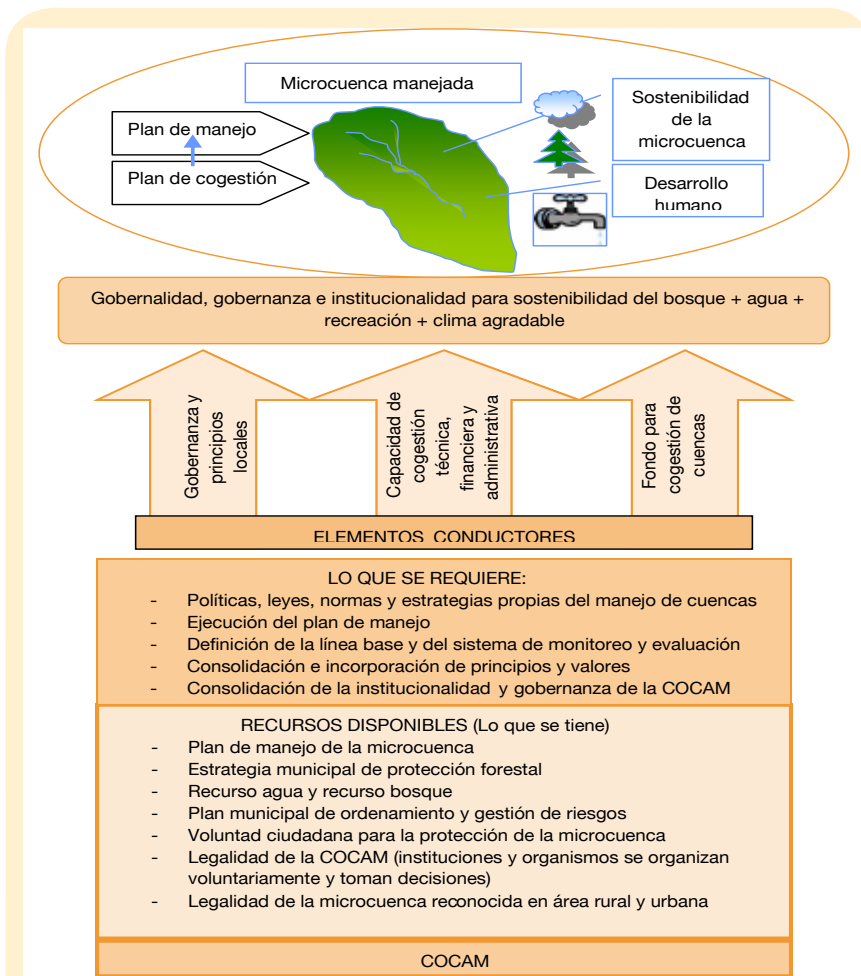 Microcuenca manejada
Plan de manejo
Plan de cogestión
Sostenibilidad
de la
microcuenca
Desarrollo
humano
Gobernalidad, gobernanza e institucionalidad para sostenibilidad del bosque + agua +
recreación + clima agradable
Gobernanza y
principios
locales
Capacidad de
cogestión
técnica,
financiera y
administrativa
Fondo para
cogestión de
cuencas
ELEMENTOS CONDUCTORES
LO QUE SE REQUIERE:
- Políticas, leyes, normas y estrategias propias del manejo de cuencas
- Ejecución del plan de manejo
- Definición de la línea base y del sistema de monitoreo y evaluación
- Consolidación e incorporación de principios y valores
- Consolidación de la institucionalidad y gobernanza de la COCAM
RECURSOS DISPONIBLES (Lo que se tiene)
- Plan de manejo de la microcuenca
- Estrategia municipal de protección forestal
- Recurso agua y recurso bosque
- Plan municipal de ordenamiento y gestión de riesgos
- Voluntad ciudadana para la protección de la microcuenca
- Legalidad de la COCAM (instituciones y organismos se organizan
voluntariamente y toman decisiones)
- Legalidad de la microcuenca reconocida en área rural y urbana
COCAM